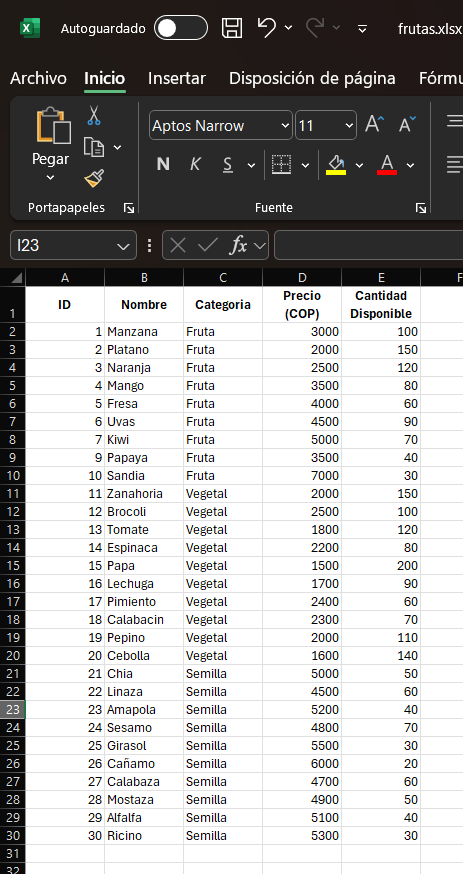 Autoguardado frutas.xlsx
Archivo Inicio Insertar Disposición de página Fórmu
Pegar Aptos Narrow 11 A A
N K S A
Portapapeles Fuente
I23 fx
A B C D E F
1 ID Nombre Categoria Precio (COP) Cantidad Disponible
2 1 Manzana Fruta 3000 100
3 2 Platano Fruta 2000 150
4 3 Naranja Fruta 2500 120
5 4 Mango Fruta 3500 80
6 5 Fresa Fruta 4000 60
7 6 Uvas Fruta 4500 90
8 7 Kiwi Fruta 5000 70
9 9 Papaya Fruta 3500 40
10 10 Sandia Fruta 7000 30
11 11 Zanahoria Vegetal 2000 150
12 12 Brocoli Vegetal 2500 100
13 13 Tomate Vegetal 1800 120
14 14 Espinaca Vegetal 2200 80
15 15 Papa Vegetal 1500 200
16 16 Lechuga Vegetal 1700 90
17 17 Pimiento Vegetal 2400 60
18 18 Calabacin Vegetal 2300 70
19 19 Pepino Vegetal 2000 110
20 20 Cebolla Vegetal 1600 140
21 21 Chia Semilla 5000 50
22 22 Linaza Semilla 4500 60
23 23 Amapola Semilla 5200 40
24 24 Sesamo Semilla 4800 70
25 25 Girasol Semilla 5500 30
26 26 Cañamo Semilla 6000 20
27 27 Calabaza Semilla 4700 60
28 28 Mostaza Semilla 4900 50
29 29 Alfalfa Semilla 5100 40
30 30 Ricino Semilla 5300 30
31
32